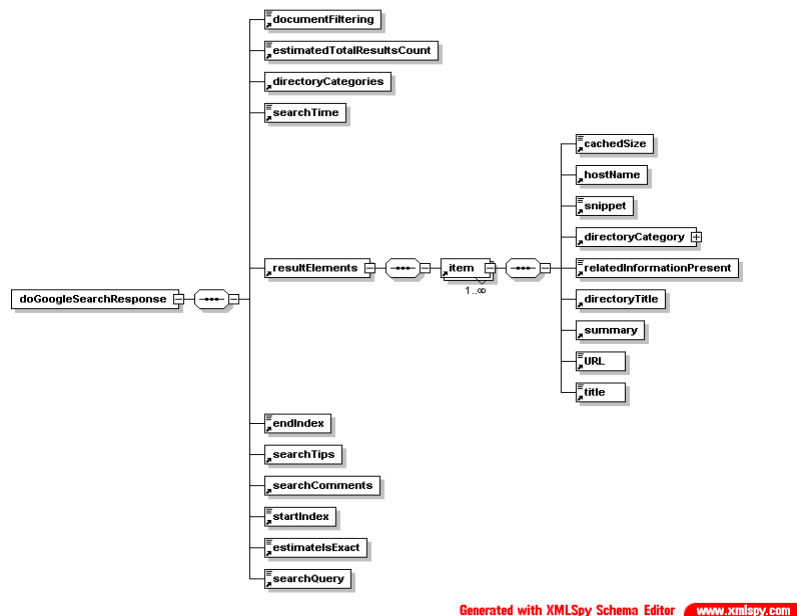 documentFiltering
estimatedTotalResultsCount
directoryCategories
searchTime
cachedSize
hostName
snippet
directoryCategory
resultElements
item
relatedInformationPresent
1..∞
doGoogleSearchResponse
directoryTitle
summary
URL
title
endIndex
searchTips
searchComments
startIndex
estimateIsExact
searchQuery
Generated with XMLSpy Schema Editor www.xmlspy.com